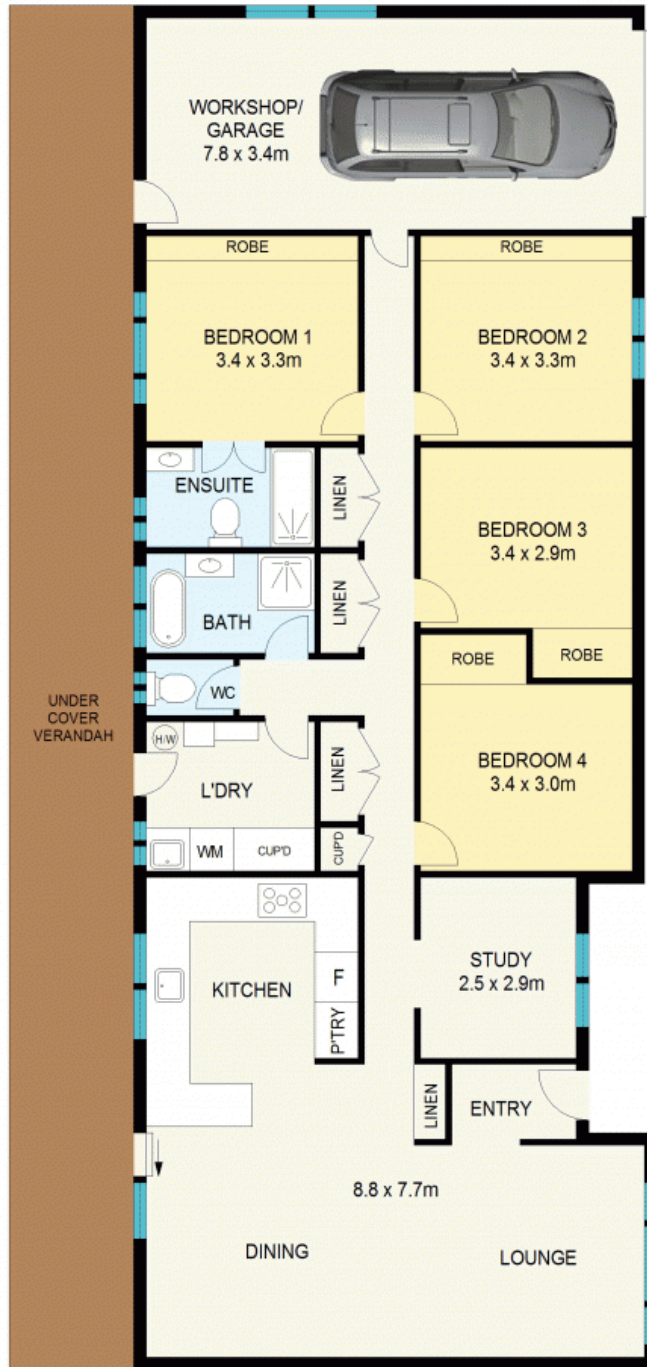 WORKSHOP/
GARAGE
7.8 x 3.4m
ROBE
ROBE
BEDROOM 1
3.4 x 3.3m
BEDROOM 2
3.4 x 3.3m
ENSUITE
LINEN
BEDROOM 3
3.4 x 2.9m
BATH
LINEN
ROBE
ROBE
WC
UNDER
COVER
VERANDAH
H/W
L'DRY
LINEN
BEDROOM 4
3.4 x 3.0m
WM
CUP'D
CUP'D
KITCHEN
F
P'TRY
STUDY
2.5 x 2.9m
LINEN
ENTRY
8.8 x 7.7m
DINING
LOUNGE